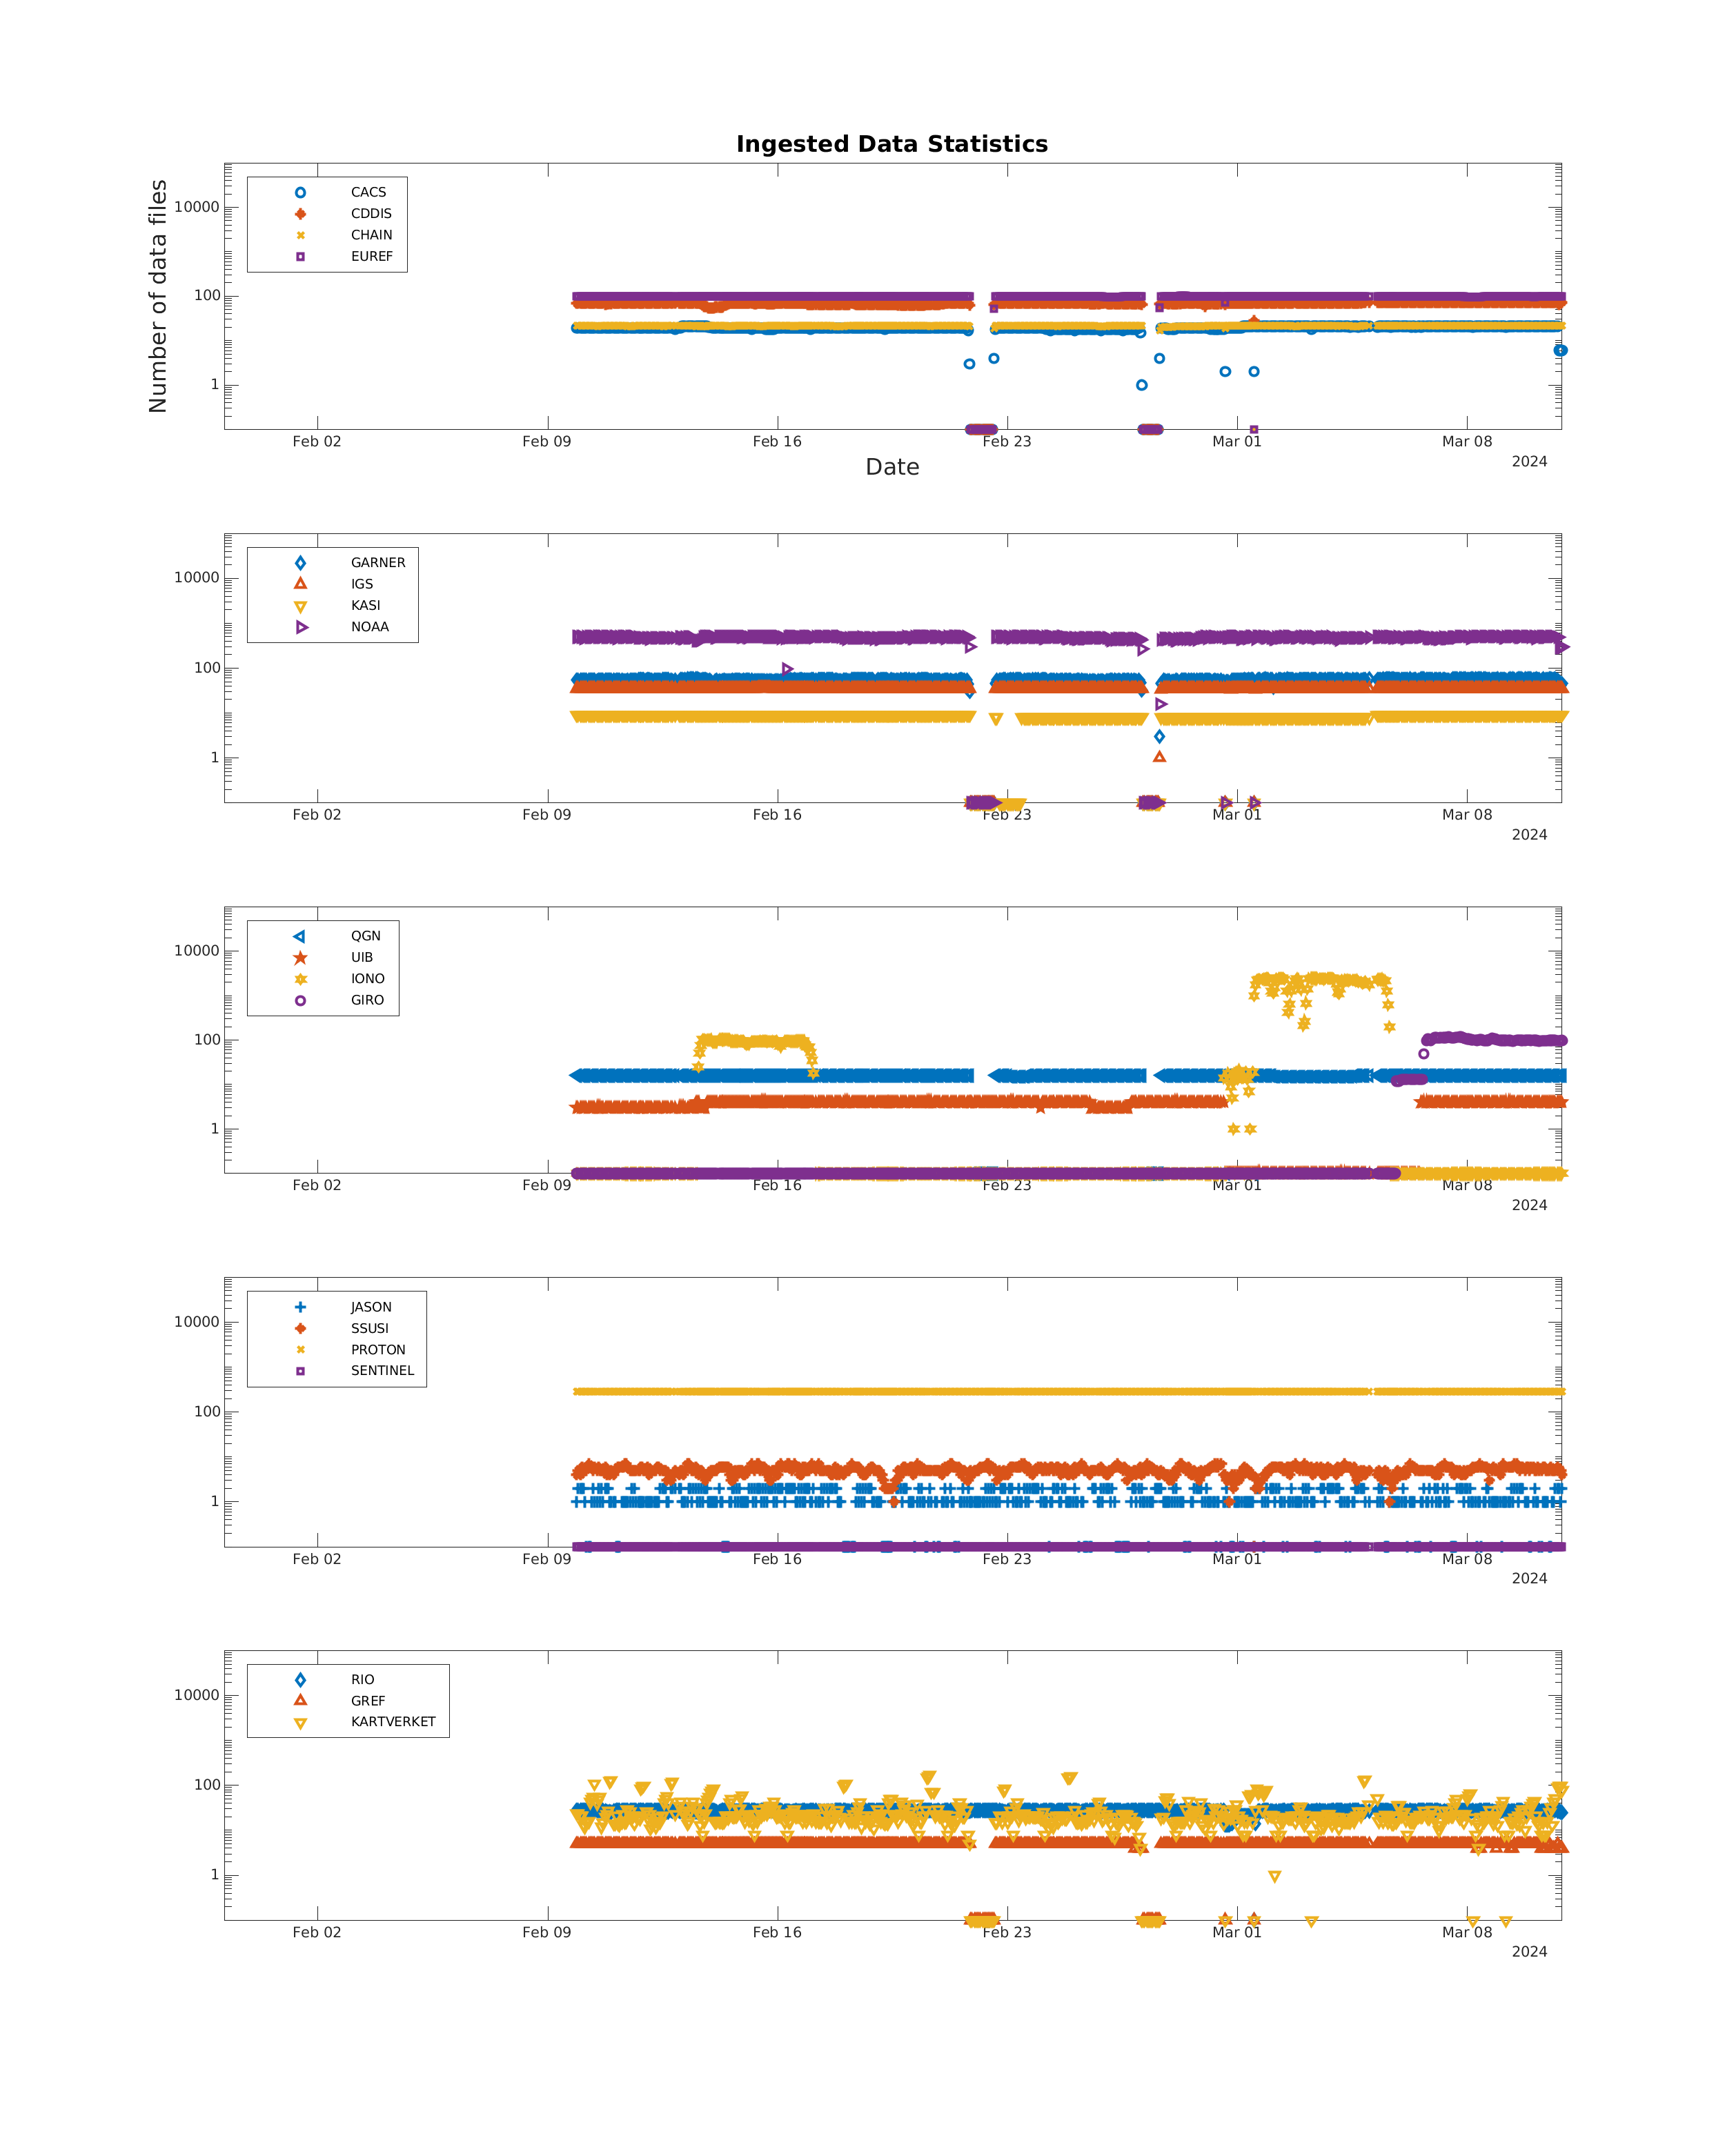 Ingested Data Statistics
Number of data files
CACS
CDDIS
CHAIN
EUREF
10000
100
1
Feb 02 Feb 09 Feb 16 Feb 23 Mar 01 Mar 08
2024
Date
GARNER
IGS
KASI
NOAA
10000
100
1
Feb 02 Feb 09 Feb 16 Feb 23 Mar 01 Mar 08
2024
QGN
UIB
IONO
GIRO
10000
100
1
Feb 02 Feb 09 Feb 16 Feb 23 Mar 01 Mar 08
2024
JASON
SSUSI
PROTON
SENTINEL
10000
100
1
Feb 02 Feb 09 Feb 16 Feb 23 Mar 01 Mar 08
2024
RIO
GREF
KARTVERKET
10000
100
1
Feb 02 Feb 09 Feb 16 Feb 23 Mar 01 Mar 08
2024